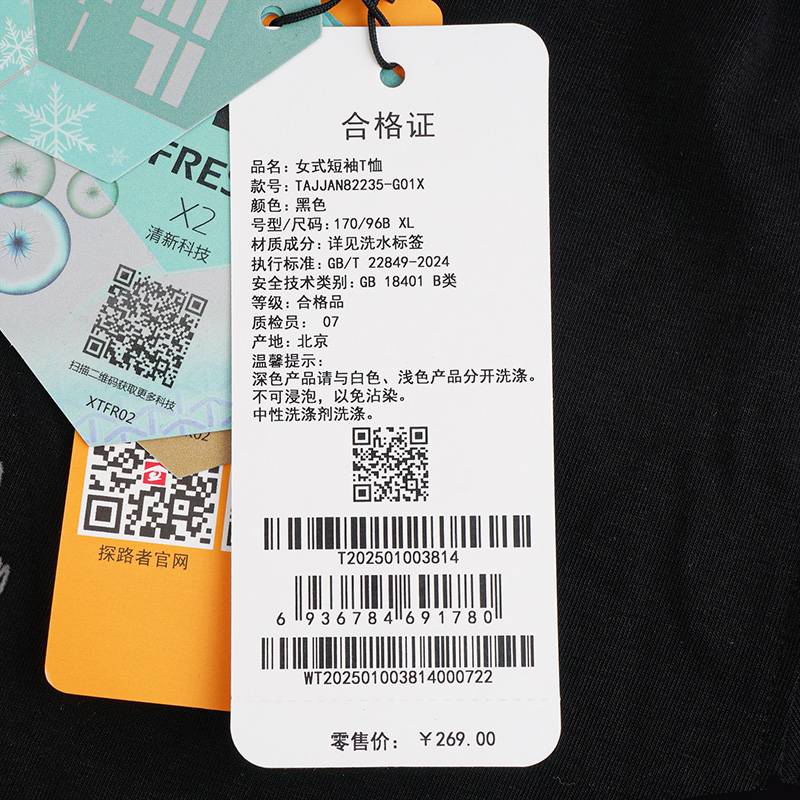 合格证
品名：女式短袖T恤
款号：TAJJAN82235-G01X
颜色：黑色
号型/尺码：170/96B XL
材质成分：详见洗水标签
执行标准：GB/T 22849-2024
安全技术类别：GB 18401 B类
等级：合格品
质检员： 07
产地：北京
温馨提示：
深色产品请与白色、浅色产品分开洗涤。
不可浸泡，以免沾染。
中性洗涤剂洗涤。
T202501003814
6 936784 691780
WT202501003814000722
零售价： ￥269.00
FRES
X2
清新科技
扫描二维码获取更多科技
XTFR02
探路者官网